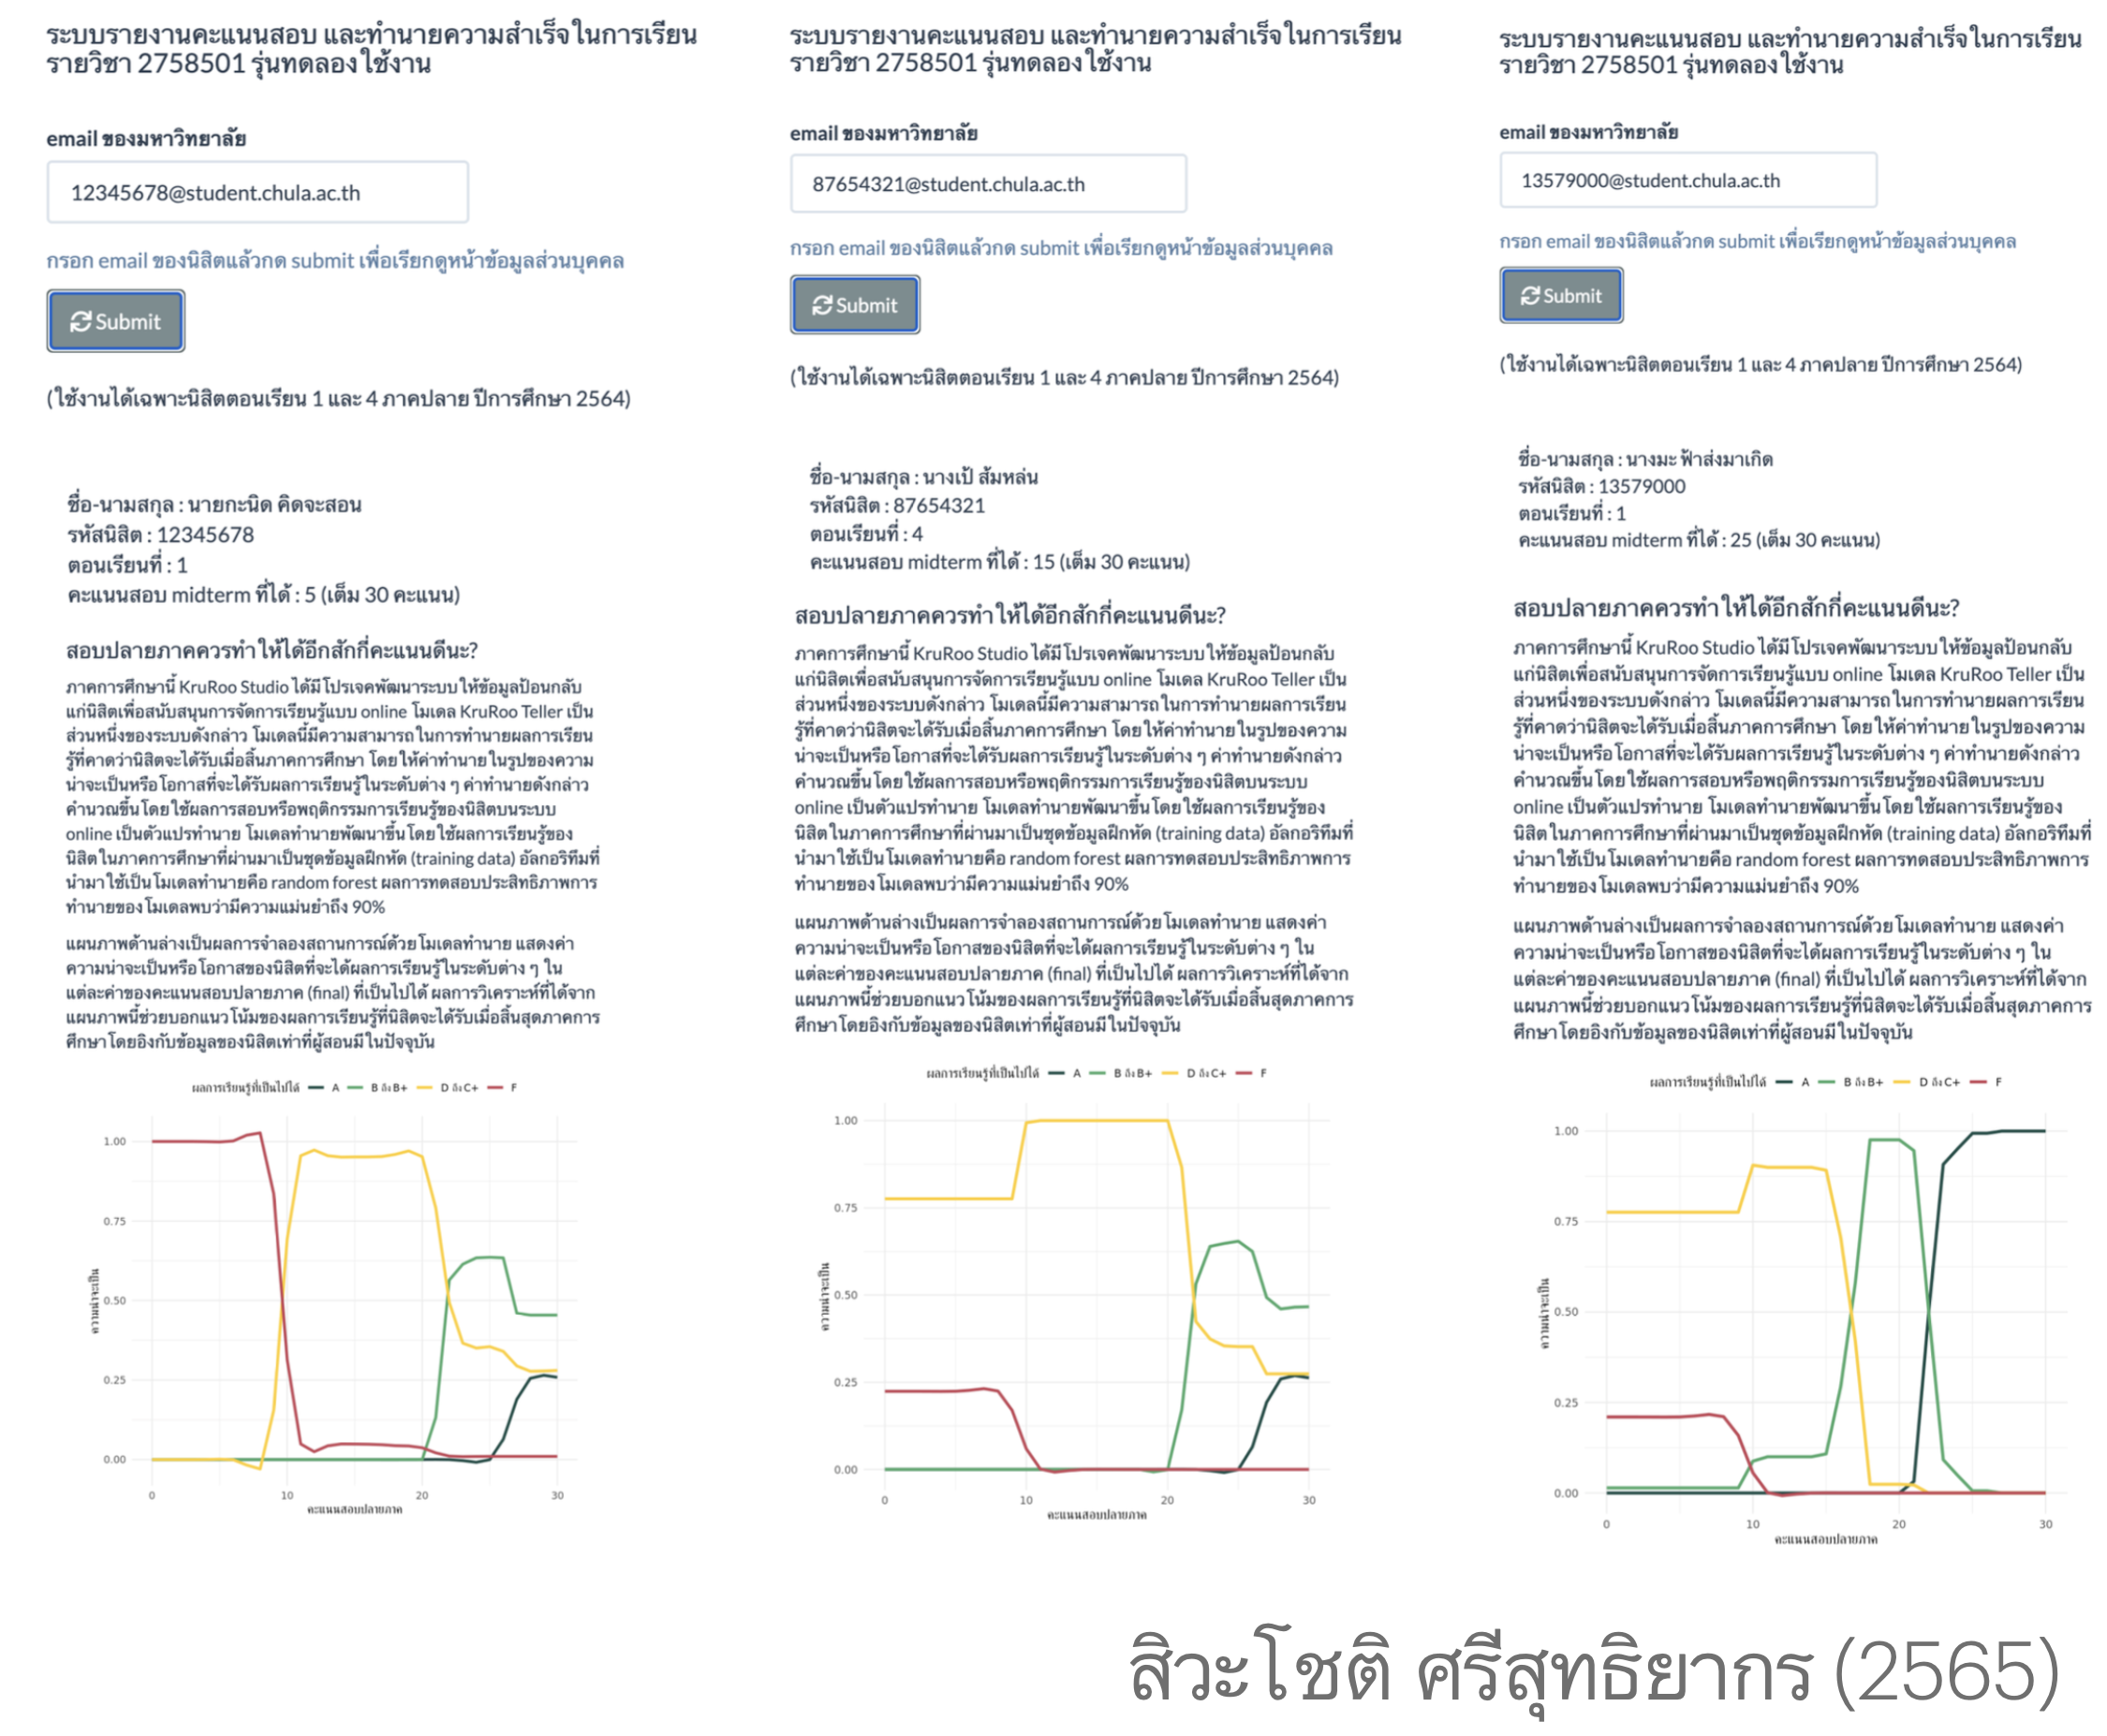 ระบบรายงานคะแนนสอบ และทำนายความสำเร็จในการเรียน
รายวิชา 2758501 รุ่นทดลองใช้งาน
email ของมหาวิทยาลัย
12345678@student.chula.ac.th
กรอก email ของนิสิตแล้วกด submit เพื่อเรียกดูหน้าข้อมูลส่วนบุคคล
Submit
(ใช้งานได้เฉพาะนิสิตตอนเรียน 1 และ 4 ภาคปลาย ปีการศึกษา 2564)
ชื่อ-นามสกุล : นายกะนิด คิดจะสอน
รหัสนิสิต : 12345678
ตอนเรียนที่ : 1
คะแนนสอบ midterm ที่ได้ : 5 (เต็ม 30 คะแนน)
สอบปลายภาคควรทำให้ได้อีกสักกี่คะแนนดีนะ?
ภาคการศึกษานี้ KruRoo Studio ได้มีโปรเจคพัฒนาระบบให้ข้อมูลป้อนกลับ
แก่นิสิตเพื่อสนับสนุนการจัดการเรียนรู้แบบ online โมเดล KruRoo Teller เป็น
ส่วนหนึ่งของระบบดังกล่าว โมเดลนี้มีความสามารถในการทำนายผลการเรียน
รู้ที่คาดว่านิสิตจะได้รับเมื่อสิ้นภาคการศึกษา โดยให้ค่าทำนายในรูปของความ
น่าจะเป็นหรือโอกาสที่จะได้รับผลการเรียนรู้ในระดับต่าง ๆ ค่าทำนายดังกล่าว
คำนวณขึ้นโดยใช้ผลการสอบหรือพฤติกรรมการเรียนรู้ของนิสิตบนระบบ
online เป็นตัวแปรทำนาย โมเดลทำนายพัฒนาขึ้นโดยใช้ผลการเรียนรู้ของ
นิสิตในภาคการศึกษาที่ผ่านมาเป็นชุดข้อมูลฝึกหัด (training data) อัลกอริทึมที่
นำมาใช้เป็นโมเดลทำนายคือ random forest ผลการทดสอบประสิทธิภาพการ
ทำนายของโมเดลพบว่ามีความแม่นยำถึง 90%
แผนภาพด้านล่างเป็นผลการจำลองสถานการณ์ด้วยโมเดลทำนาย แสดงค่า
ความน่าจะเป็นหรือโอกาสของนิสิตที่จะได้ผลการเรียนรู้ในระดับต่าง ๆ ใน
แต่ละค่าของคะแนนสอบปลายภาค (final) ที่เป็นไปได้ ผลการวิเคราะห์ที่ได้จาก
แผนภาพนี้ช่วยบอกแนวโน้มของผลการเรียนรู้ที่นิสิตจะได้รับเมื่อสิ้นสุดภาคการ
ศึกษาโดยอิงกับข้อมูลของนิสิตเท่าที่ผู้สอนมีในปัจจุบัน
ผลการเรียนรู้ที่เป็นไปได้ A B ถึง B+ D ถึง C+ F
1.00
0.75
0.50
0.25
0.00
ความน่าจะเป็น
0 10 20 30
คะแนนสอบปลายภาค
ระบบรายงานคะแนนสอบ และทำนายความสำเร็จในการเรียน
รายวิชา 2758501 รุ่นทดลองใช้งาน
email ของมหาวิทยาลัย
87654321@student.chula.ac.th
กรอก email ของนิสิตแล้วกด submit เพื่อเรียกดูหน้าข้อมูลส่วนบุคคล
Submit
(ใช้งานได้เฉพาะนิสิตตอนเรียน 1 และ 4 ภาคปลาย ปีการศึกษา 2564)
ชื่อ-นามสกุล : นางเป้ ส้มหล่น
รหัสนิสิต : 87654321
ตอนเรียนที่ : 4
คะแนนสอบ midterm ที่ได้ : 15 (เต็ม 30 คะแนน)
สอบปลายภาคควรทำให้ได้อีกสักกี่คะแนนดีนะ?
ภาคการศึกษานี้ KruRoo Studio ได้มีโปรเจคพัฒนาระบบให้ข้อมูลป้อนกลับ
แก่นิสิตเพื่อสนับสนุนการจัดการเรียนรู้แบบ online โมเดล KruRoo Teller เป็น
ส่วนหนึ่งของระบบดังกล่าว โมเดลนี้มีความสามารถในการทำนายผลการเรียน
รู้ที่คาดว่านิสิตจะได้รับเมื่อสิ้นภาคการศึกษา โดยให้ค่าทำนายในรูปของความ
น่าจะเป็นหรือโอกาสที่จะได้รับผลการเรียนรู้ในระดับต่าง ๆ ค่าทำนายดังกล่าว
คำนวณขึ้นโดยใช้ผลการสอบหรือพฤติกรรมการเรียนรู้ของนิสิตบนระบบ
online เป็นตัวแปรทำนาย โมเดลทำนายพัฒนาขึ้นโดยใช้ผลการเรียนรู้ของ
นิสิตในภาคการศึกษาที่ผ่านมาเป็นชุดข้อมูลฝึกหัด (training data) อัลกอริทึมที่
นำมาใช้เป็นโมเดลทำนายคือ random forest ผลการทดสอบประสิทธิภาพการ
ทำนายของโมเดลพบว่ามีความแม่นยำถึง 90%
แผนภาพด้านล่างเป็นผลการจำลองสถานการณ์ด้วยโมเดลทำนาย แสดงค่า
ความน่าจะเป็นหรือโอกาสของนิสิตที่จะได้ผลการเรียนรู้ในระดับต่าง ๆ ใน
แต่ละค่าของคะแนนสอบปลายภาค (final) ที่เป็นไปได้ ผลการวิเคราะห์ที่ได้จาก
แผนภาพนี้ช่วยบอกแนวโน้มของผลการเรียนรู้ที่นิสิตจะได้รับเมื่อสิ้นสุดภาคการ
ศึกษาโดยอิงกับข้อมูลของนิสิตเท่าที่ผู้สอนมีในปัจจุบัน
ผลการเรียนรู้ที่เป็นไปได้ A B ถึง B+ D ถึง C+ F
1.00
0.75
0.50
0.25
0.00
ความน่าจะเป็น
0 10 20 30
คะแนนสอบปลายภาค
ระบบรายงานคะแนนสอบ และทำนายความสำเร็จในการเรียน
รายวิชา 2758501 รุ่นทดลองใช้งาน
email ของมหาวิทยาลัย
13579000@student.chula.ac.th
กรอก email ของนิสิตแล้วกด submit เพื่อเรียกดูหน้าข้อมูลส่วนบุคคล
Submit
(ใช้งานได้เฉพาะนิสิตตอนเรียน 1 และ 4 ภาคปลาย ปีการศึกษา 2564)
ชื่อ-นามสกุล : นางมะ ฟ้าส่งมาเกิด
รหัสนิสิต : 13579000
ตอนเรียนที่ : 1
คะแนนสอบ midterm ที่ได้ : 25 (เต็ม 30 คะแนน)
สอบปลายภาคควรทำให้ได้อีกสักกี่คะแนนดีนะ?
ภาคการศึกษานี้ KruRoo Studio ได้มีโปรเจคพัฒนาระบบให้ข้อมูลป้อนกลับ
แก่นิสิตเพื่อสนับสนุนการจัดการเรียนรู้แบบ online โมเดล KruRoo Teller เป็น
ส่วนหนึ่งของระบบดังกล่าว โมเดลนี้มีความสามารถในการทำนายผลการเรียน
รู้ที่คาดว่านิสิตจะได้รับเมื่อสิ้นภาคการศึกษา โดยให้ค่าทำนายในรูปของความ
น่าจะเป็นหรือโอกาสที่จะได้รับผลการเรียนรู้ในระดับต่าง ๆ ค่าทำนายดังกล่าว
คำนวณขึ้นโดยใช้ผลการสอบหรือพฤติกรรมการเรียนรู้ของนิสิตบนระบบ
online เป็นตัวแปรทำนาย โมเดลทำนายพัฒนาขึ้นโดยใช้ผลการเรียนรู้ของ
นิสิตในภาคการศึกษาที่ผ่านมาเป็นชุดข้อมูลฝึกหัด (training data) อัลกอริทึมที่
นำมาใช้เป็นโมเดลทำนายคือ random forest ผลการทดสอบประสิทธิภาพการ
ทำนายของโมเดลพบว่ามีความแม่นยำถึง 90%
แผนภาพด้านล่างเป็นผลการจำลองสถานการณ์ด้วยโมเดลทำนาย แสดงค่า
ความน่าจะเป็นหรือโอกาสของนิสิตที่จะได้ผลการเรียนรู้ในระดับต่าง ๆ ใน
แต่ละค่าของคะแนนสอบปลายภาค (final) ที่เป็นไปได้ ผลการวิเคราะห์ที่ได้จาก
แผนภาพนี้ช่วยบอกแนวโน้มของผลการเรียนรู้ที่นิสิตจะได้รับเมื่อสิ้นสุดภาคการ
ศึกษาโดยอิงกับข้อมูลของนิสิตเท่าที่ผู้สอนมีในปัจจุบัน
ผลการเรียนรู้ที่เป็นไปได้ A B ถึง B+ D ถึง C+ F
1.00
0.75
0.50
0.25
0.00
ความน่าจะเป็น
0 10 20 30
คะแนนสอบปลายภาค
สิวะโชติ ศรีสุทธิยากร (2565)